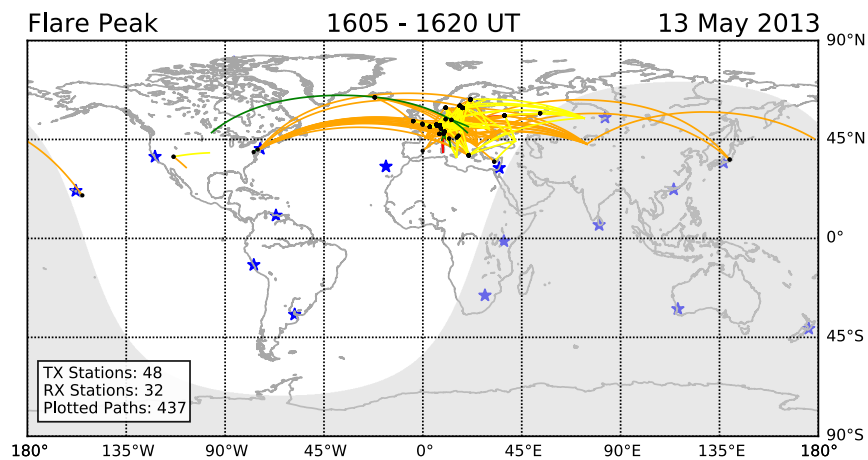 Flare Peak 1605 - 1620 UT 13 May 2013
90°N
45°N
0°
45°S
90°S
TX Stations: 48
RX Stations: 32
Plotted Paths: 437
180° 135°W 90°W 45°W 0° 45°E 90°E 135°E 180°